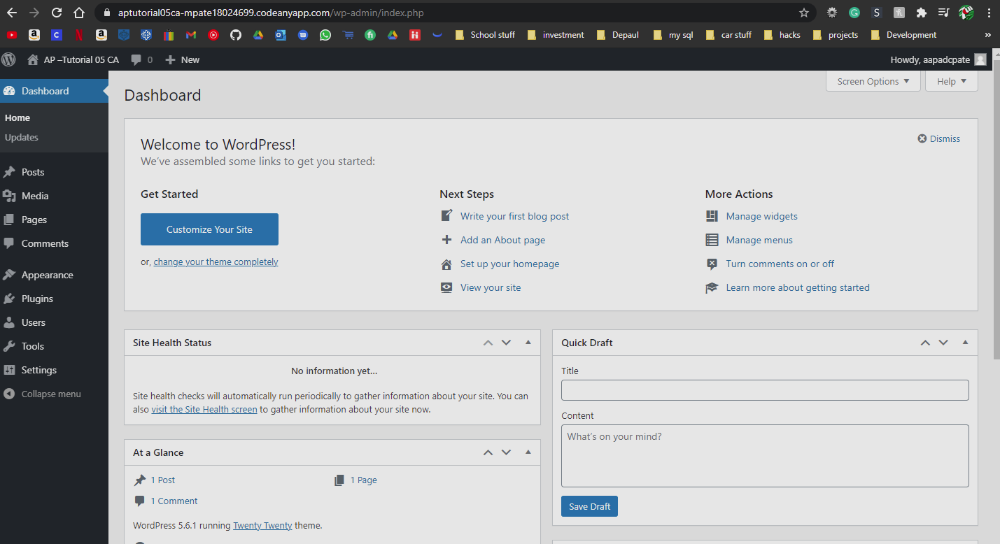 aptutorial05ca-mpate18024699.codeanyapp.com/wp-admin/index.php
School stuff investment Depaul my sql car stuff hacks projects Development »
AP –Tutorial 05 CA 0 + New Howdy, aapadcpate
Screen Options ▼ Help ▼
Dashboard
Home
Updates
Posts
Media
Pages
Comments
Appearance
Plugins
Users
Tools
Settings
Collapse menu
Dashboard
Welcome to WordPress!
We've assembled some links to get you started:
Dismiss
Get Started
Customize Your Site
or, change your theme completely
Next Steps
Write your first blog post
Add an About page
Set up your homepage
View your site
More Actions
Manage widgets
Manage menus
Turn comments on or off
Learn more about getting started
Site Health Status
No information yet...
Site health checks will automatically run periodically to gather information about your site. You can
also visit the Site Health screen to gather information about your site now.
At a Glance
1 Post 1 Page
1 Comment
WordPress 5.6.1 running Twenty Twenty theme.
Quick Draft
Title
Content
What's on your mind?
Save Draft